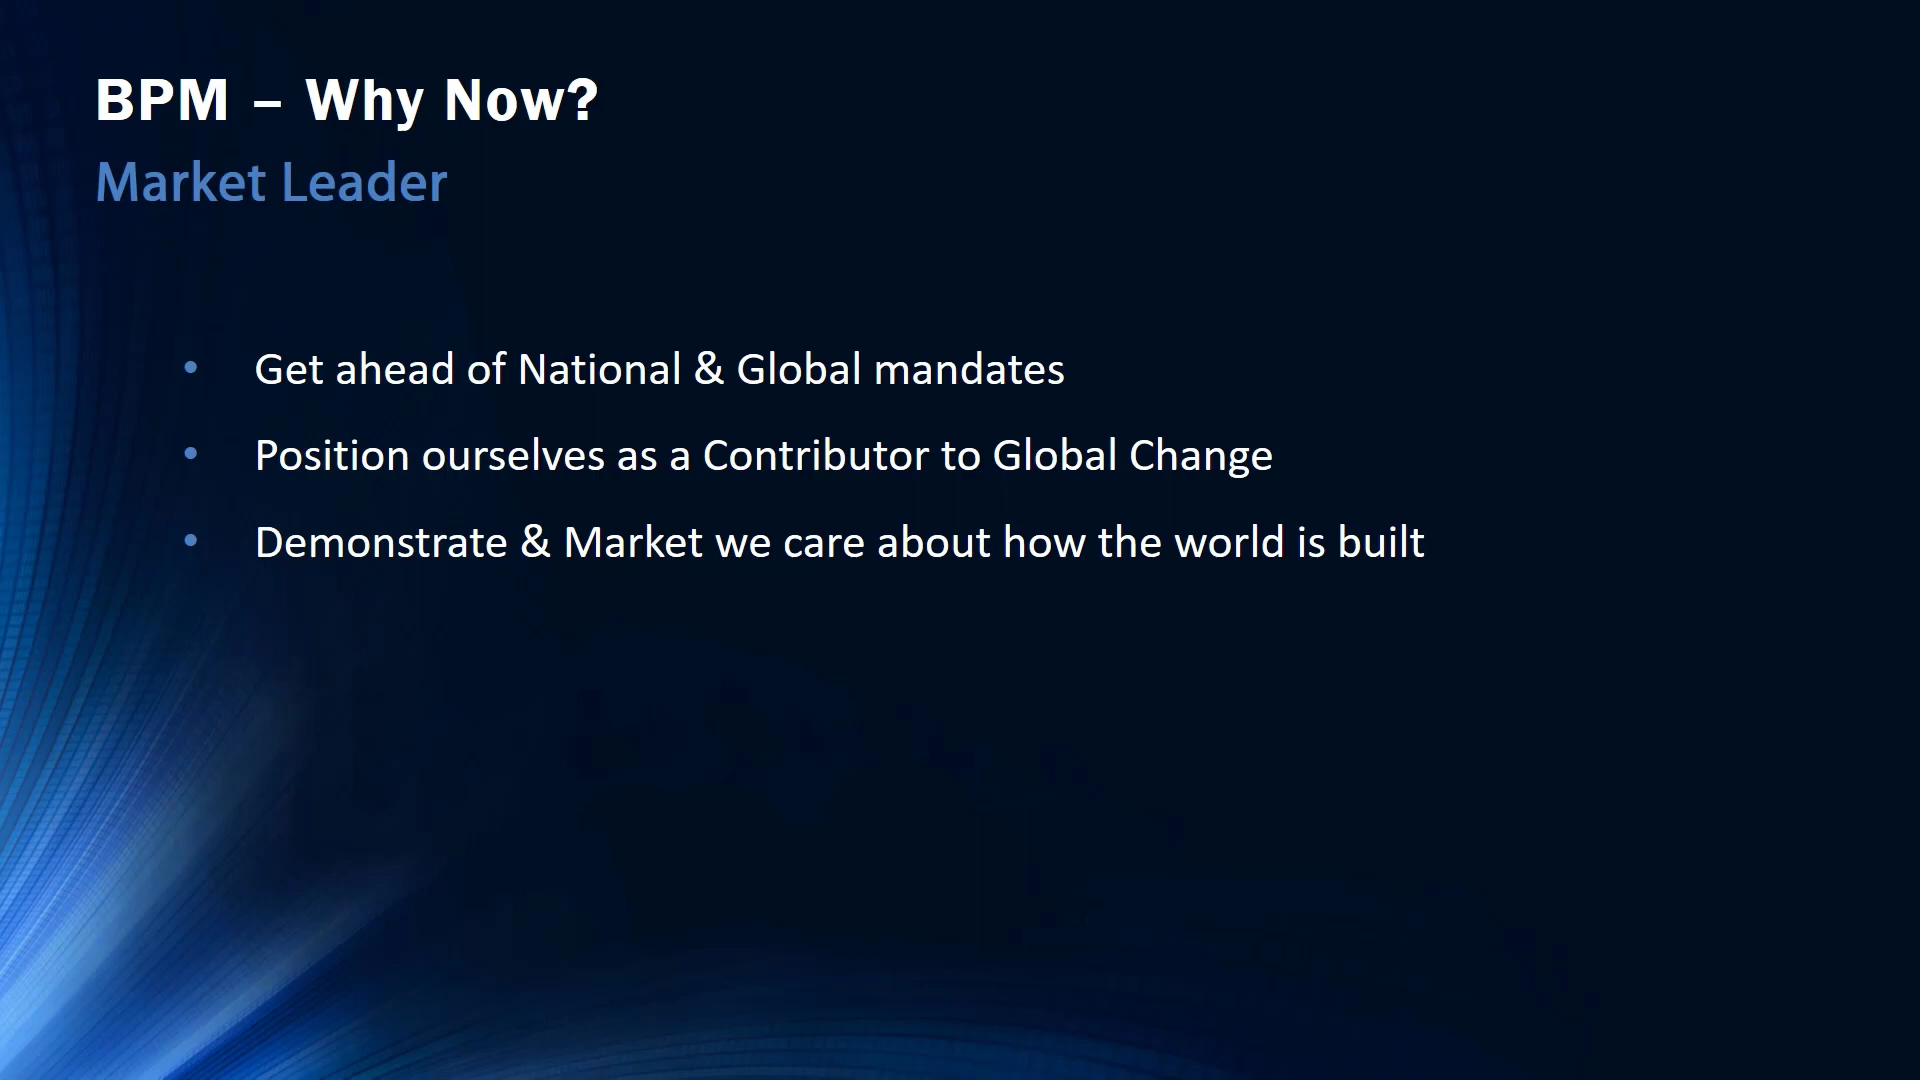 BPM – Why Now?
Market Leader
• Get ahead of National & Global mandates
• Position ourselves as a Contributor to Global Change
• Demonstrate & Market we care about how the world is built